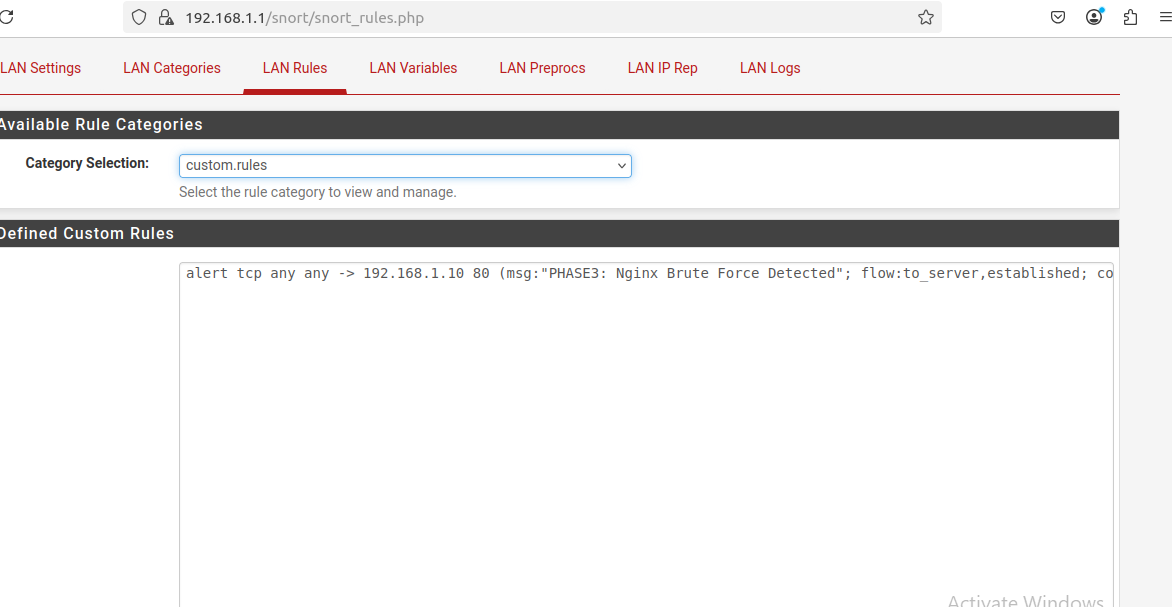 192.168.1.1/snort/snort_rules.php
LAN Settings LAN Categories LAN Rules LAN Variables LAN Preprocs LAN IP Rep LAN Logs
Available Rule Categories
Category Selection: custom.rules
Select the rule category to view and manage.
Defined Custom Rules
alert tcp any any -> 192.168.1.10 80 (msg:"PHASE3: Nginx Brute Force Detected"; flow:to_server,established; co
Activate Windows